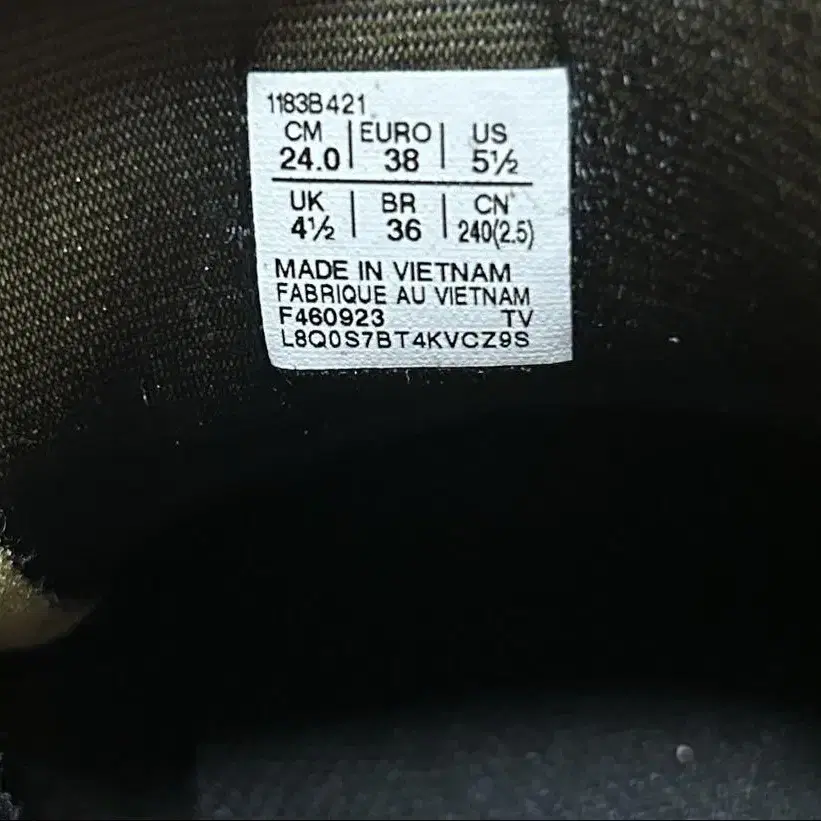 1183B421
CM | EURO | US
24.0 | 38 | 5½
UK | BR | CN
4½ | 36 | 240(2.5)
MADE IN VIETNAM
FABRIQUE AU VIETNAM
F460923 TV
L8Q0S7BT4KVCZ9S